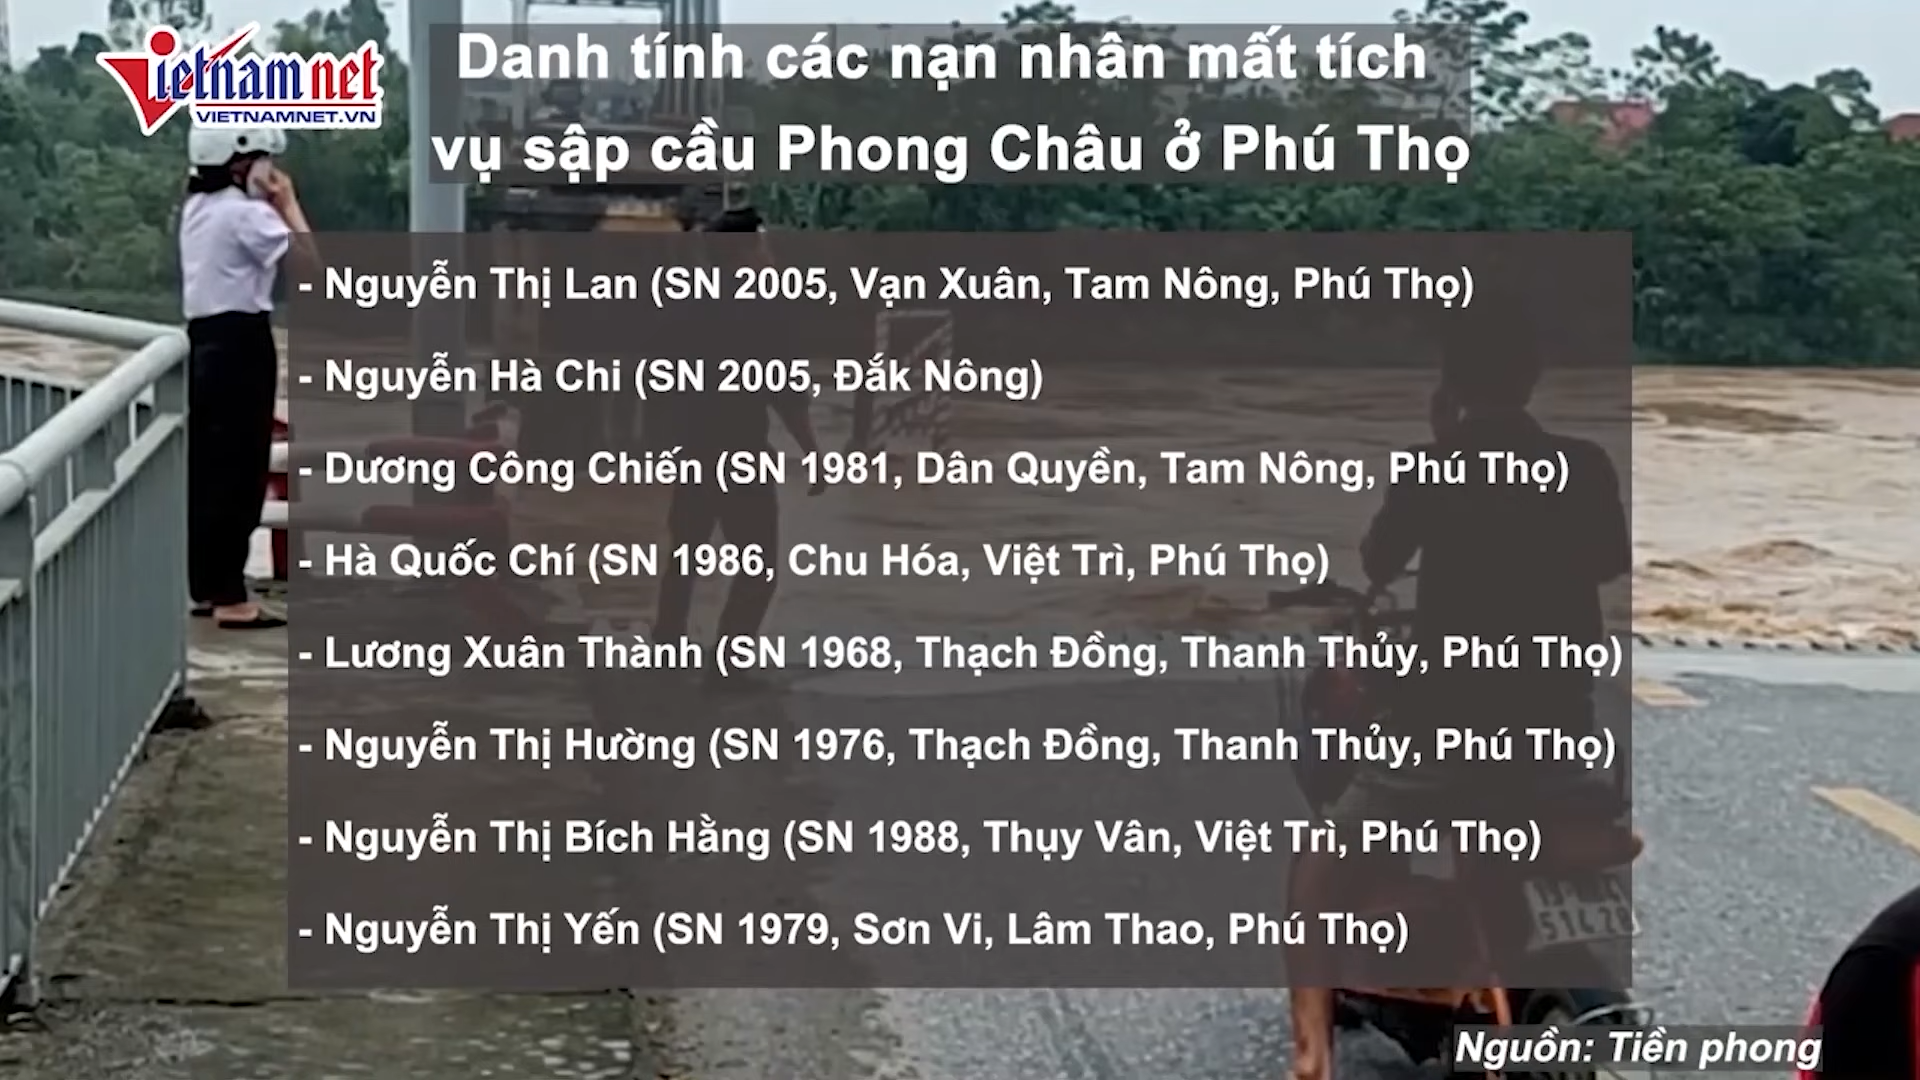 Vietnamnet
VIETNAMNET.VN
Danh tính các nạn nhân mất tích
vụ sập cầu Phong Châu ở Phú Thọ
- Nguyễn Thị Lan (SN 2005, Vạn Xuân, Tam Nông, Phú Thọ)
- Nguyễn Hà Chi (SN 2005, Đắk Nông)
- Dương Công Chiến (SN 1981, Dân Quyền, Tam Nông, Phú Thọ)
- Hà Quốc Chí (SN 1986, Chu Hóa, Việt Trì, Phú Thọ)
- Lương Xuân Thành (SN 1968, Thạch Đồng, Thanh Thủy, Phú Thọ)
- Nguyễn Thị Hường (SN 1976, Thạch Đồng, Thanh Thủy, Phú Thọ)
- Nguyễn Thị Bích Hằng (SN 1988, Thụy Vân, Việt Trì, Phú Thọ)
- Nguyễn Thị Yến (SN 1979, Sơn Vi, Lâm Thao, Phú Thọ)
Nguồn: Tiền phong